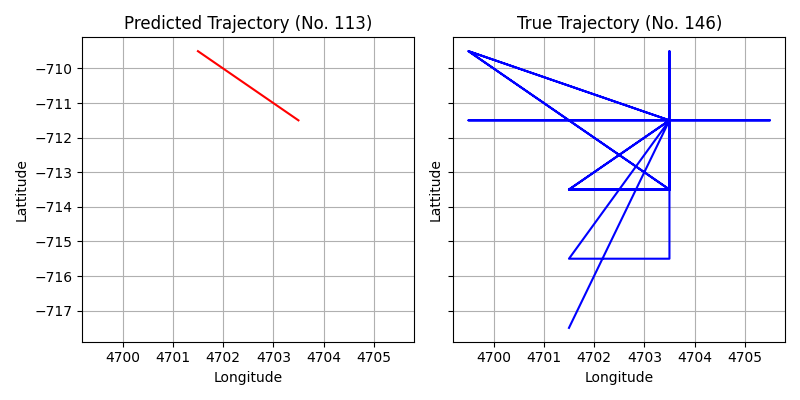 Predicted Trajectory (No. 113)
−710
−711
−712
−713
−714
−715
−716
−717
Lattitude
4700 4701 4702 4703 4704 4705
Longitude
True Trajectory (No. 146)
Lattitude
4700 4701 4702 4703 4704 4705
Longitude